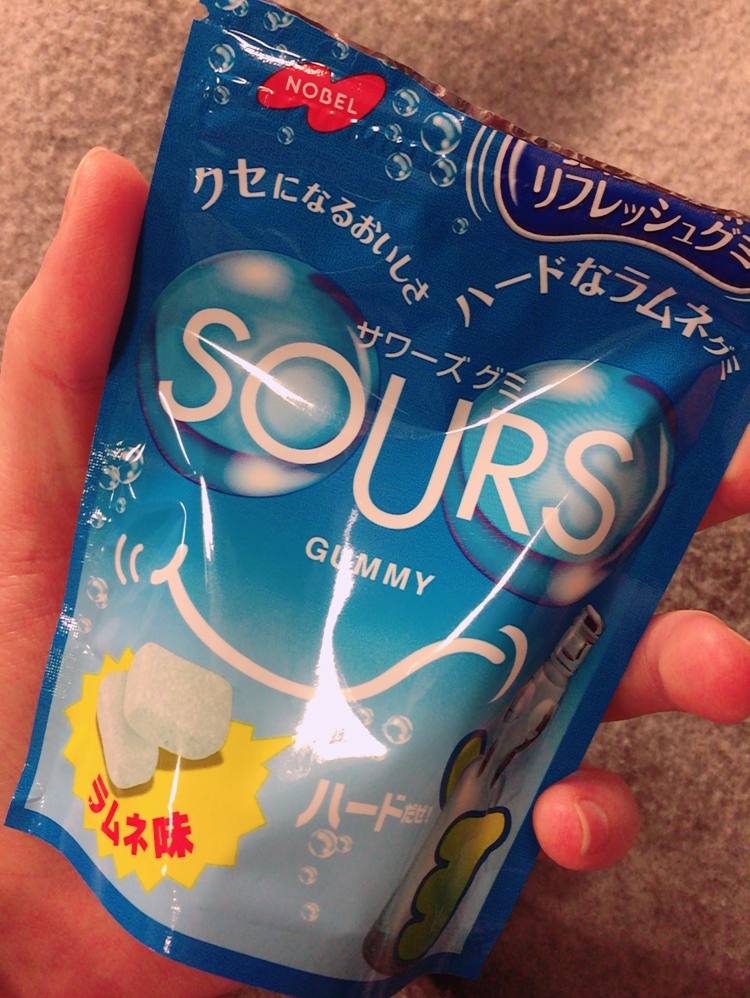 NOBEL
リフレッシュグミ
クセになるおいしさ
ハードなラムネグミ
サワーズグミ
SOURS
GUMMY
ラムネ味
ハードだぜ!